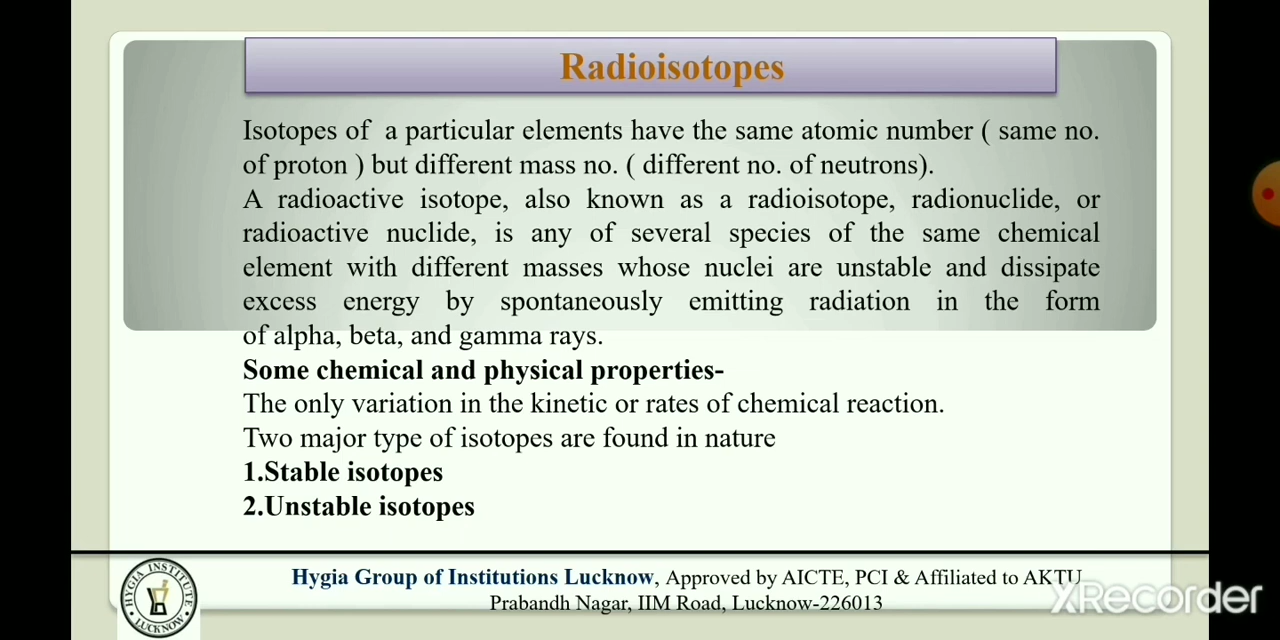 Radioisotopes
Isotopes of a particular elements have the same atomic number ( same no.
of proton ) but different mass no. ( different no. of neutrons).
A radioactive isotope, also known as a radioisotope, radionuclide, or
radioactive nuclide, is any of several species of the same chemical
element with different masses whose nuclei are unstable and dissipate
excess energy by spontaneously emitting radiation in the form
of alpha, beta, and gamma rays.
Some chemical and physical properties-
The only variation in the kinetic or rates of chemical reaction.
Two major type of isotopes are found in nature
1.Stable isotopes
2.Unstable isotopes
HYGIA INSTITUTE
LUCKNOW
Hygia Group of Institutions Lucknow, Approved by AICTE, PCI & Affiliated to AKTU
Prabandh Nagar, IIM Road, Lucknow-226013
XRecorder